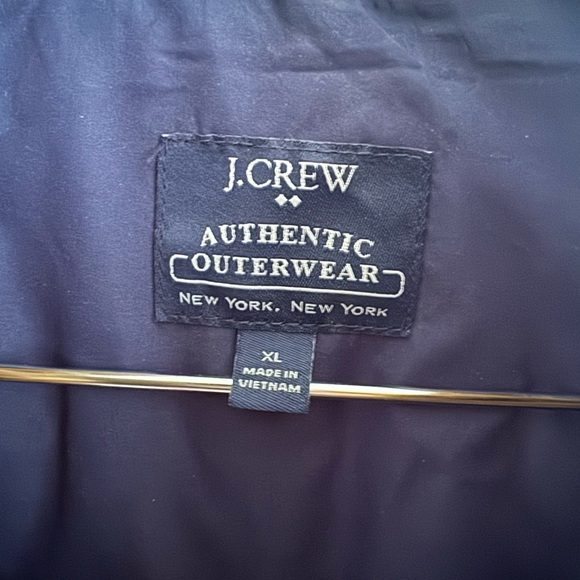 J.CREW
AUTHENTIC
OUTERWEAR
NEW YORK, NEW YORK
XL
MADE IN
VIETNAM